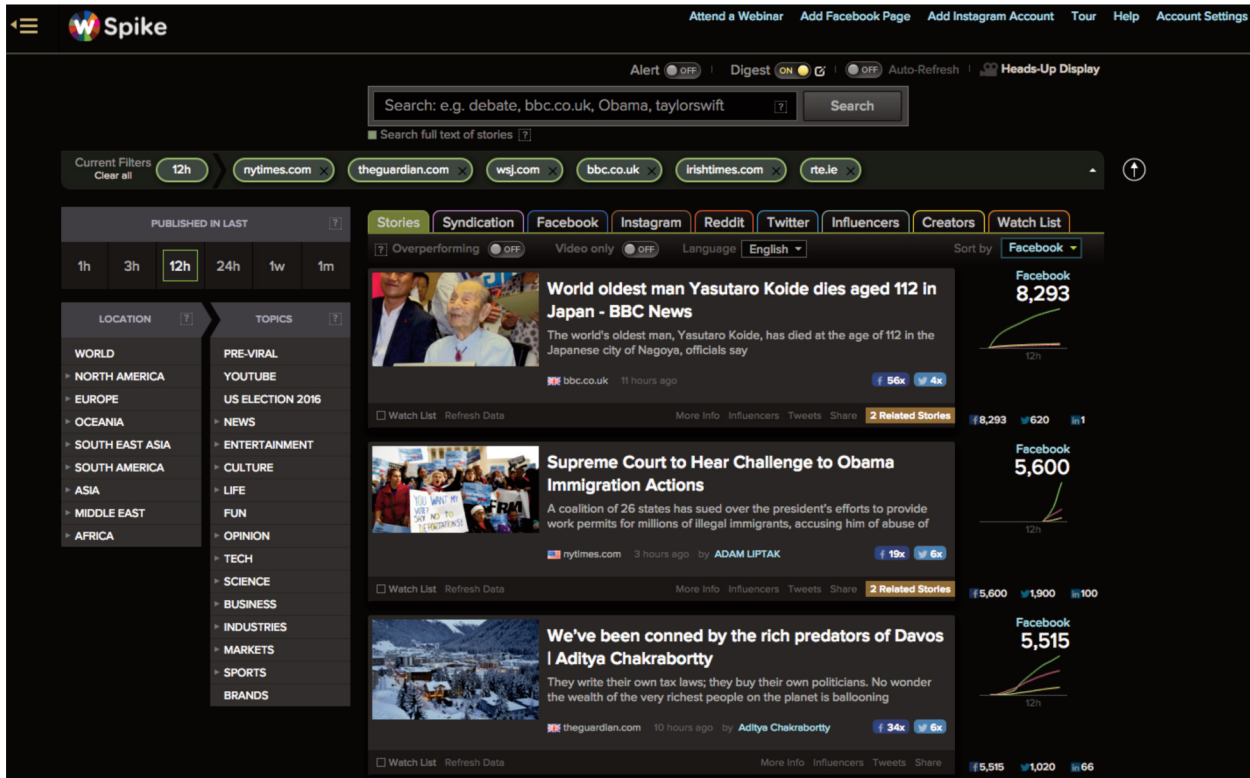 Spike
Attend a Webinar Add Facebook Page Add Instagram Account Tour Help Account Settings
Alert OFF Digest ON OFF Auto-Refresh Heads-Up Display
Search: e.g. debate, bbc.co.uk, Obama, taylorswift ? Search
Search full text of stories ?
Current Filters
Clear all
12h nytimes.com × theguardian.com × wsj.com × bbc.co.uk × irishtimes.com × rte.ie ×
PUBLISHED IN LAST ?
1h 3h 12h 24h 1w 1m
LOCATION ?
WORLD
NORTH AMERICA
EUROPE
OCEANIA
SOUTH EAST ASIA
SOUTH AMERICA
ASIA
MIDDLE EAST
AFRICA
TOPICS ?
PRE-VIRAL
YOUTUBE
US ELECTION 2016
NEWS
ENTERTAINMENT
CULTURE
LIFE
FUN
OPINION
TECH
SCIENCE
BUSINESS
INDUSTRIES
MARKETS
SPORTS
BRANDS
Stories Syndication Facebook Instagram Reddit Twitter Influencers Creators Watch List
? Overperforming OFF Video only OFF Language English Sort by Facebook
World oldest man Yasutaro Koide dies aged 112 in
Japan - BBC News
The world's oldest man, Yasutaro Koide, has died at the age of 112 in the
Japanese city of Nagoya, officials say
bbc.co.uk 11 hours ago f 56x 4x
Watch List Refresh Data More Info Influencers Tweets Share 2 Related Stories
Facebook
8,293
12h
f 8,293 620 in 1
YOU WANT MY
VOTE?
SAY NO TO
DEPORTATIONS!
Supreme Court to Hear Challenge to Obama
Immigration Actions
A coalition of 26 states has sued over the president's efforts to provide
work permits for millions of illegal immigrants, accusing him of abuse of
nytimes.com 3 hours ago by ADAM LIPTAK f 19x 6x
Watch List Refresh Data More Info Influencers Tweets Share 2 Related Stories
Facebook
5,600
12h
f 5,600 1,900 in 100
We've been conned by the rich predators of Davos
| Aditya Chakrabortty
They write their own tax laws; they buy their own politicians. No wonder
the wealth of the very richest people on the planet is ballooning
theguardian.com 10 hours ago by Aditya Chakrabortty f 34x 6x
Watch List Refresh Data More Info Influencers Tweets Share
Facebook
5,515
12h
f 5,515 1,020 in 66